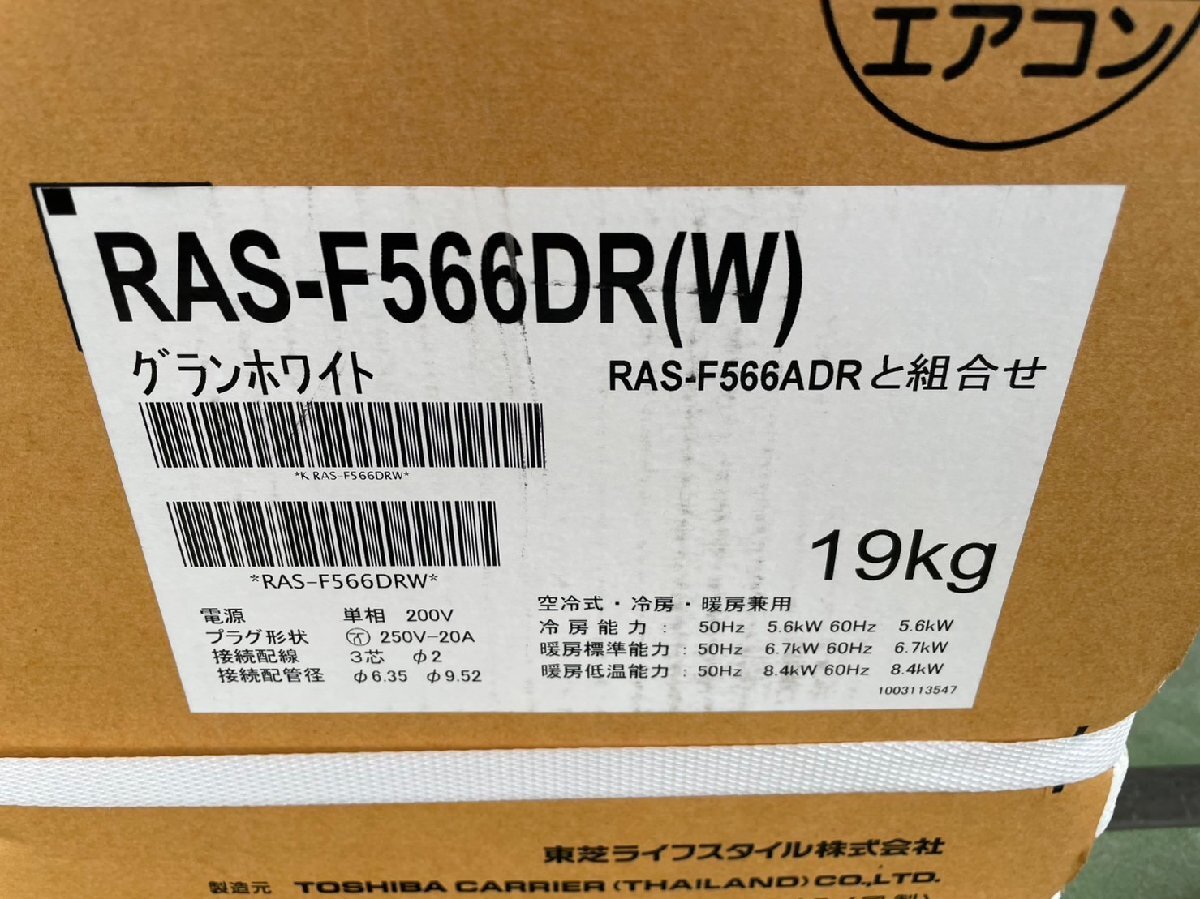 エアコン
RAS-F566DR(W)
グランホワイト
RAS-F566ADRと組合せ
*K RAS-F566DRW*
*RAS-F566DRW*
19kg
電源 単相 200V
プラグ形状 250V-20A
接続配線 3芯 φ2
接続配管径 φ6.35 φ9.52
空冷式・冷房・暖房兼用
冷房能力: 50Hz 5.6kW 60Hz 5.6kW
暖房標準能力: 50Hz 6.7kW 60Hz 6.7kW
暖房低温能力: 50Hz 8.4kW 60Hz 8.4kW
1003113547
東芝ライフスタイル株式会社
製造元 TOSHIBA CARRIER (THAILAND) CO.,LTD.